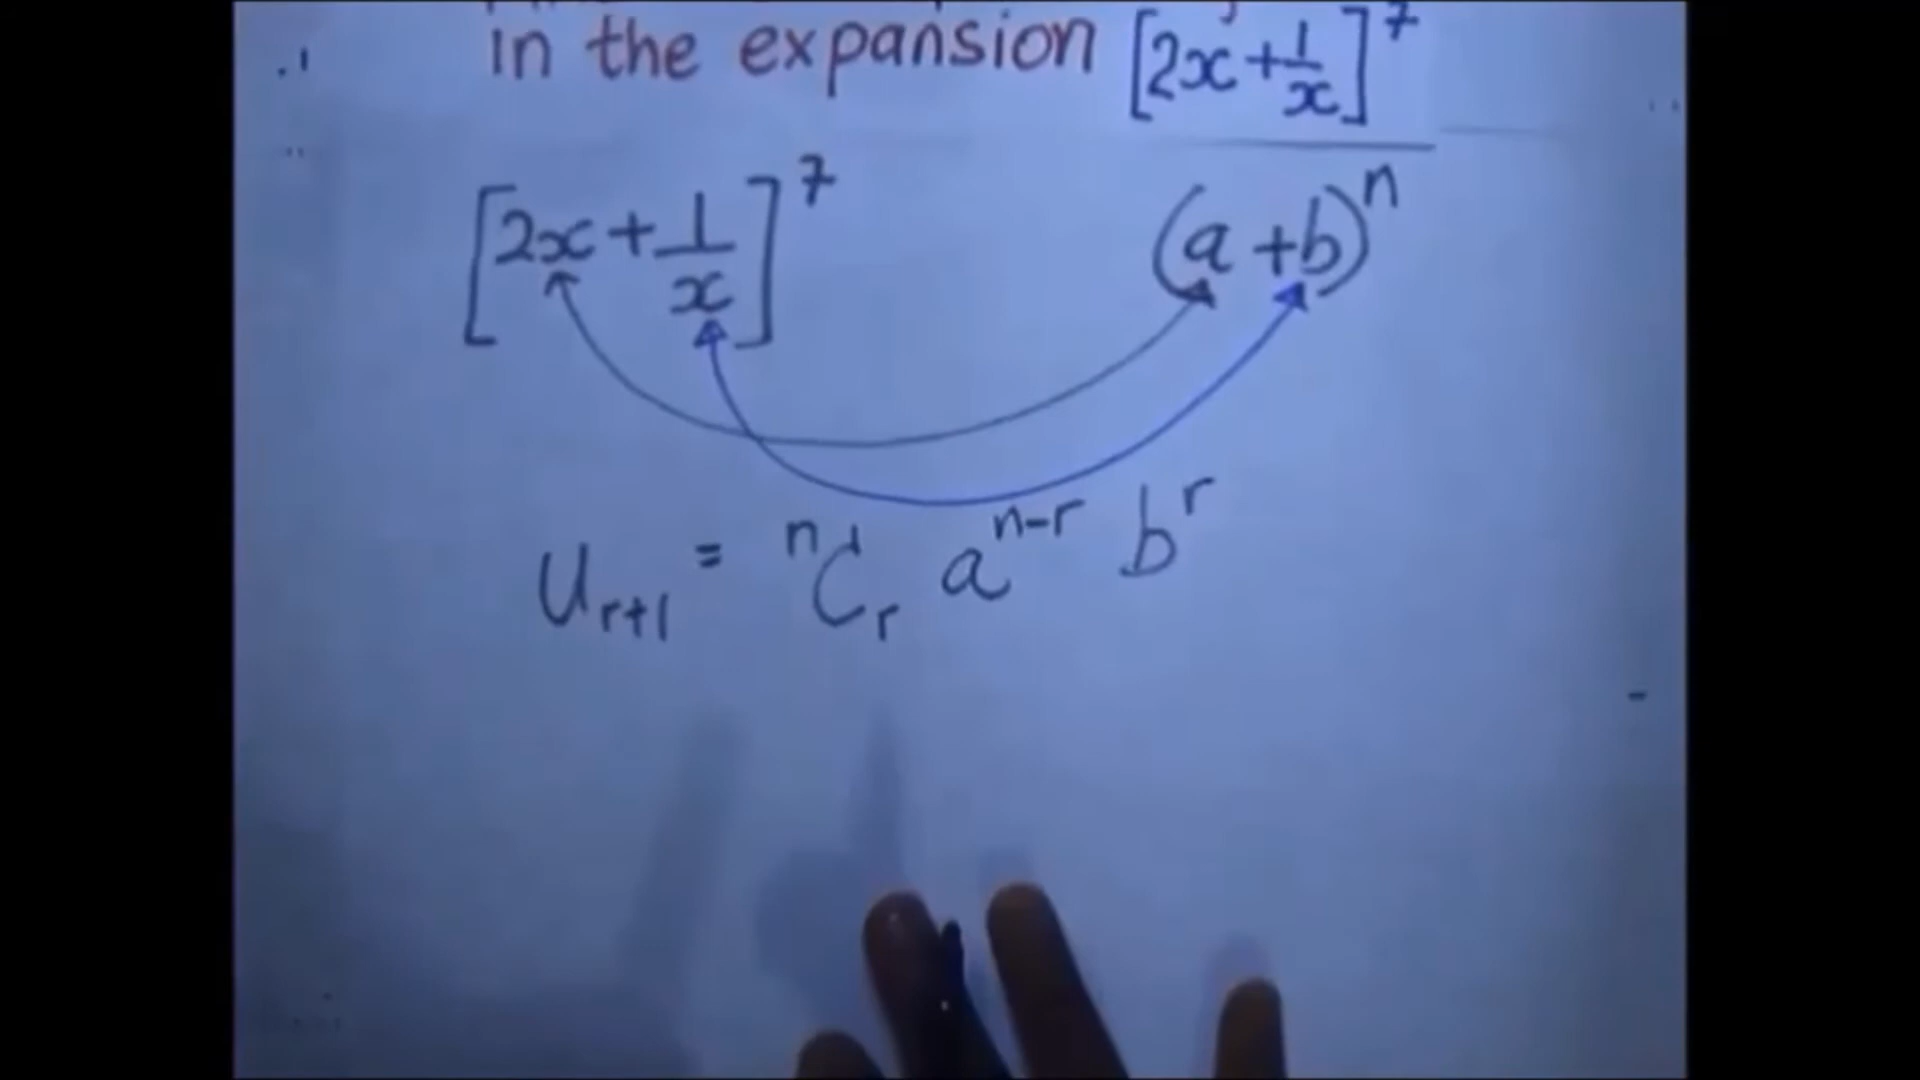 in the expansion [2x+1/x]^7
[2x+1/x]^7 (a+b)^n
U_{r+1} = ^nC_r a^{n-r} b^r